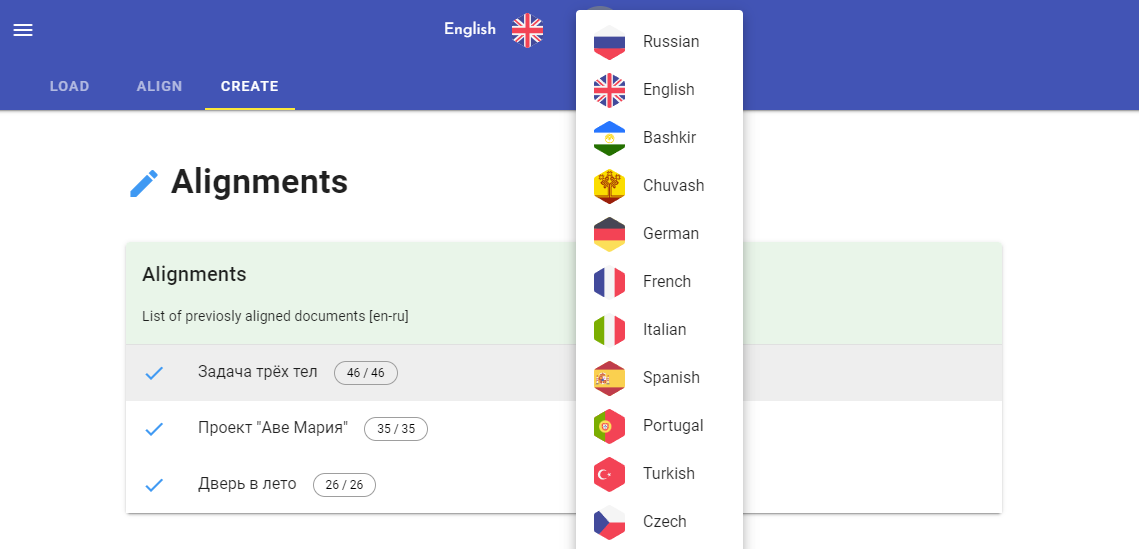 English
LOAD
ALIGN
CREATE
Alignments
Alignments
List of previosly aligned documents [en-ru]
Задача трёх тел 46 / 46
Проект "Аве Мария" 35 / 35
Дверь в лето 26 / 26
Russian
English
Bashkir
Chuvash
German
French
Italian
Spanish
Portugal
Turkish
Czech